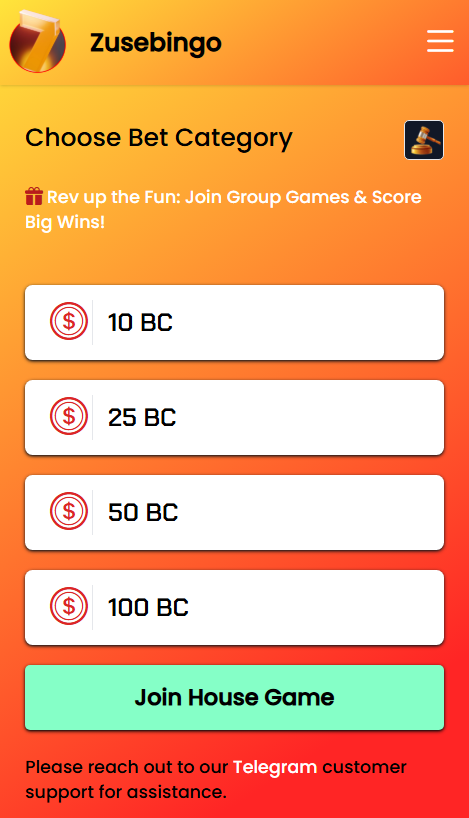 Zusebingo
Choose Bet Category
Rev up the Fun: Join Group Games & Score
Big Wins!
$ 10 BC
$ 25 BC
$ 50 BC
$ 100 BC
Join House Game
Please reach out to our Telegram customer
support for assistance.